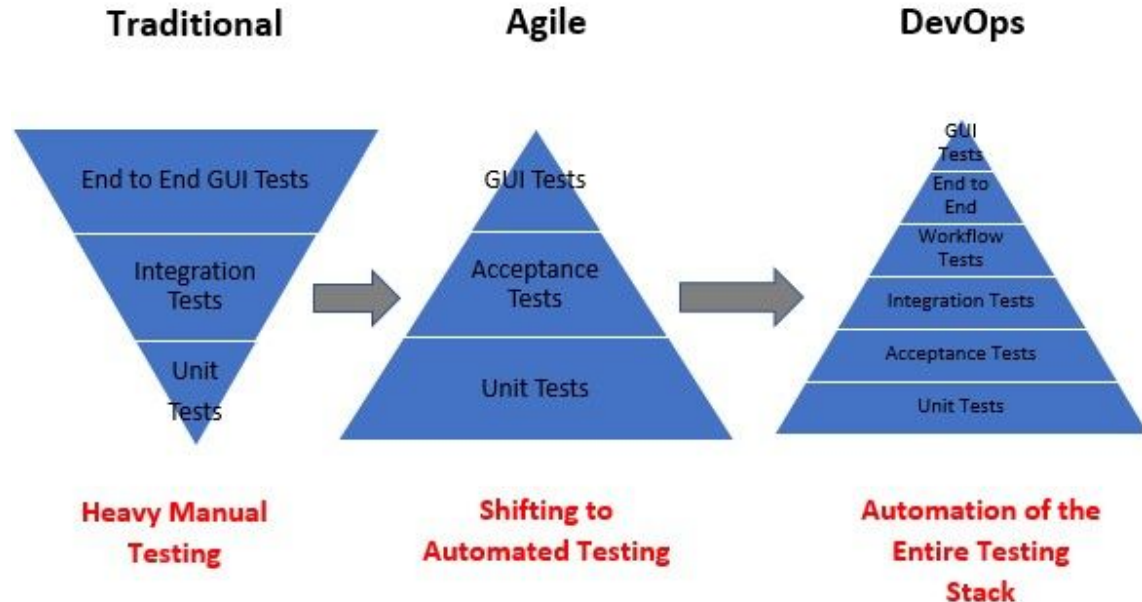 Traditional
Agile
DevOps
End to End GUI Tests
Integration
Tests
Unit
Tests
GUI Tests
Acceptance
Tests
Unit Tests
GUI
Tests
End to
End
Workflow
Tests
Integration Tests
Acceptance Tests
Unit Tests
Heavy Manual
Testing
Shifting to
Automated Testing
Automation of the
Entire Testing
Stack